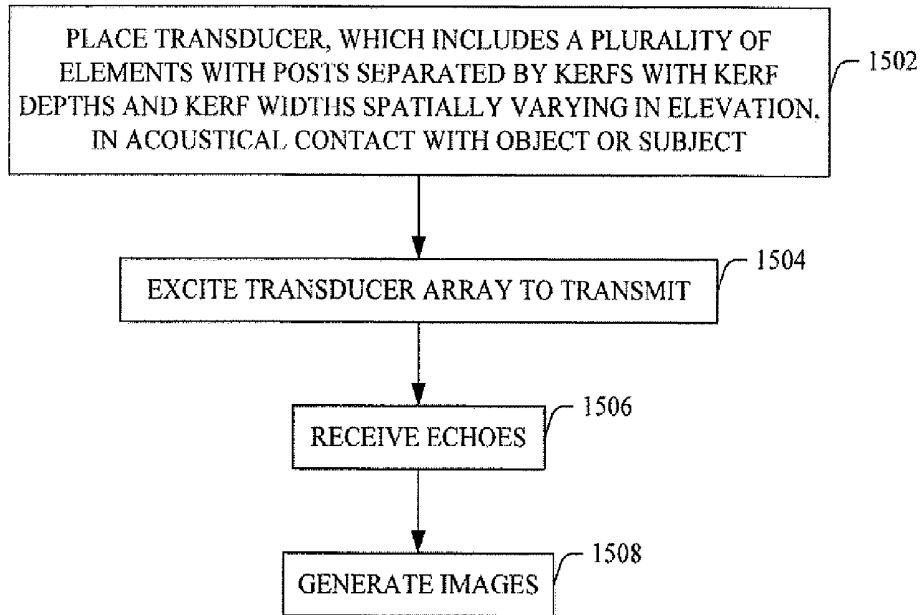 PLACE TRANSDUCER, WHICH INCLUDES A PLURALITY OF
ELEMENTS WITH POSTS SEPARATED BY KERFS WITH KERF
DEPTHS AND KERF WIDTHS SPATIALLY VARYING IN ELEVATION,
IN ACOUSTICAL CONTACT WITH OBJECT OR SUBJECT
1502
1504
EXCITE TRANSDUCER ARRAY TO TRANSMIT
1506
RECEIVE ECHOES
1508
GENERATE IMAGES